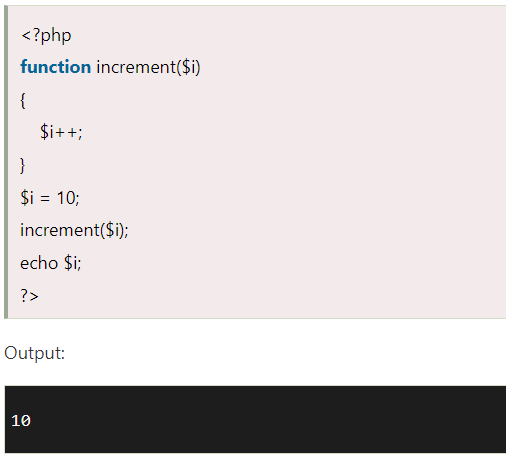 <?php
function increment($i)
{
$i++;
}
$i = 10;
increment($i);
echo $i;
?>
Output:
10